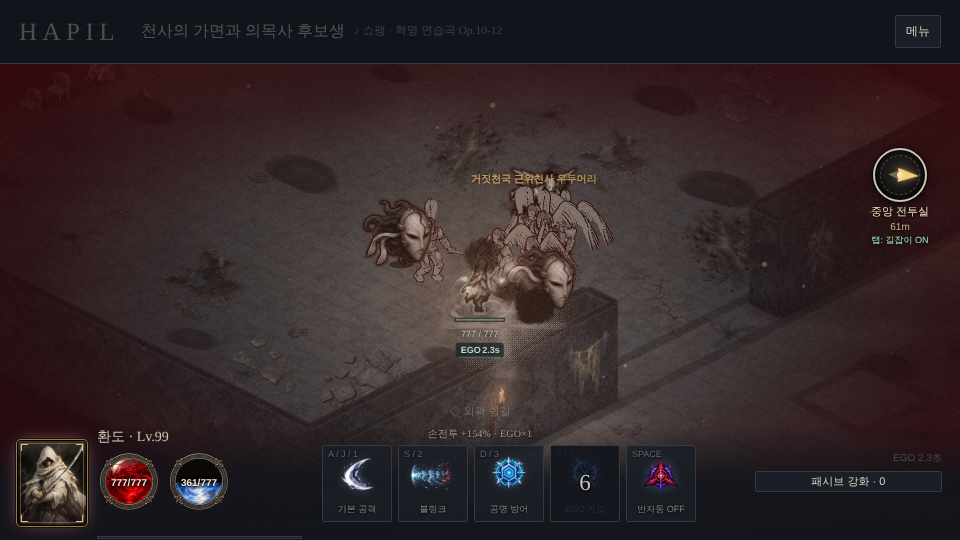 HAPIL
천사의 가면과 의목사 후보생 ♪ 쇼팽 · 혁명 연습곡 Op.10-12
메뉴
거짓천국 근위천사 우두머리
중앙 전투실
61m
탭: 길잡이 ON
777 / 777
EGO 2.3s
◇ 외곽 쉼길
손전투 +154% · EGO×1
환도 · Lv.99
777/777
361/777
A / J / 1
기본 공격
S / 2
블링크
D / 3
공명 방어
6
EGO 진입
SPACE
반자동 OFF
EGO 2.3초
패시브 강화 · 0